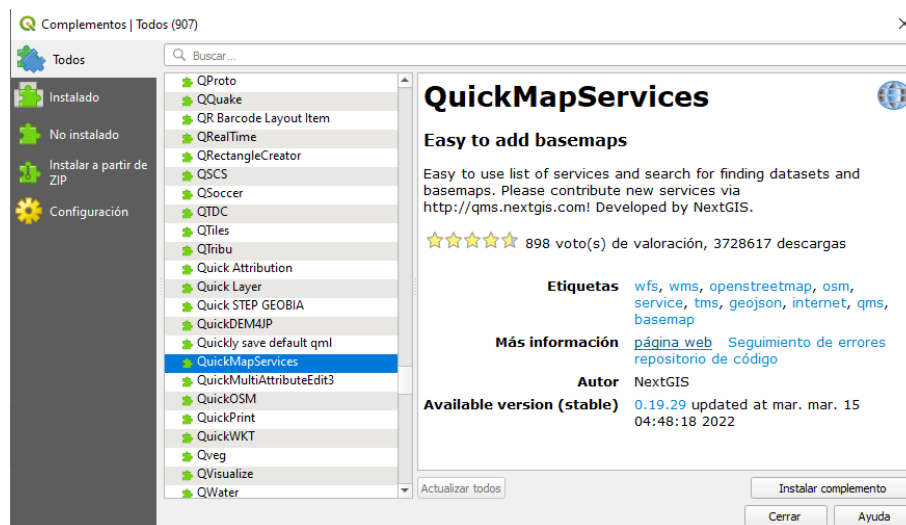 Complementos | Todos (907)
Todos
Instalado
No instalado
Instalar a partir de
ZIP
Configuración
Buscar...
QProto
QQuake
QR Barcode Layout Item
QRealTime
QRectangleCreator
QSCS
QSoccer
QTDC
QTiles
QTribu
Quick Attribution
Quick Layer
Quick STEP GEOBIA
QuickDEM4JP
Quickly save default qml
QuickMapServices
QuickMultiAttributeEdit3
QuickOSM
QuickPrint
QuickWKT
Qveg
QVisualize
QWater
QuickMapServices
Easy to add basemaps
Easy to use list of services and search for finding datasets and
basemaps. Please contribute new services via
http://qms.nextgis.com! Developed by NextGIS.
898 voto(s) de valoración, 3728617 descargas
Etiquetas wfs, wms, openstreetmap, osm,
service, tms, geojson, internet, qms,
basemap
Más información página web Seguimiento de errores
repositorio de código
Autor NextGIS
Available version (stable) 0.19.29 updated at mar. mar. 15
04:48:18 2022
Actualizar todos
Instalar complemento
Cerrar
Ayuda